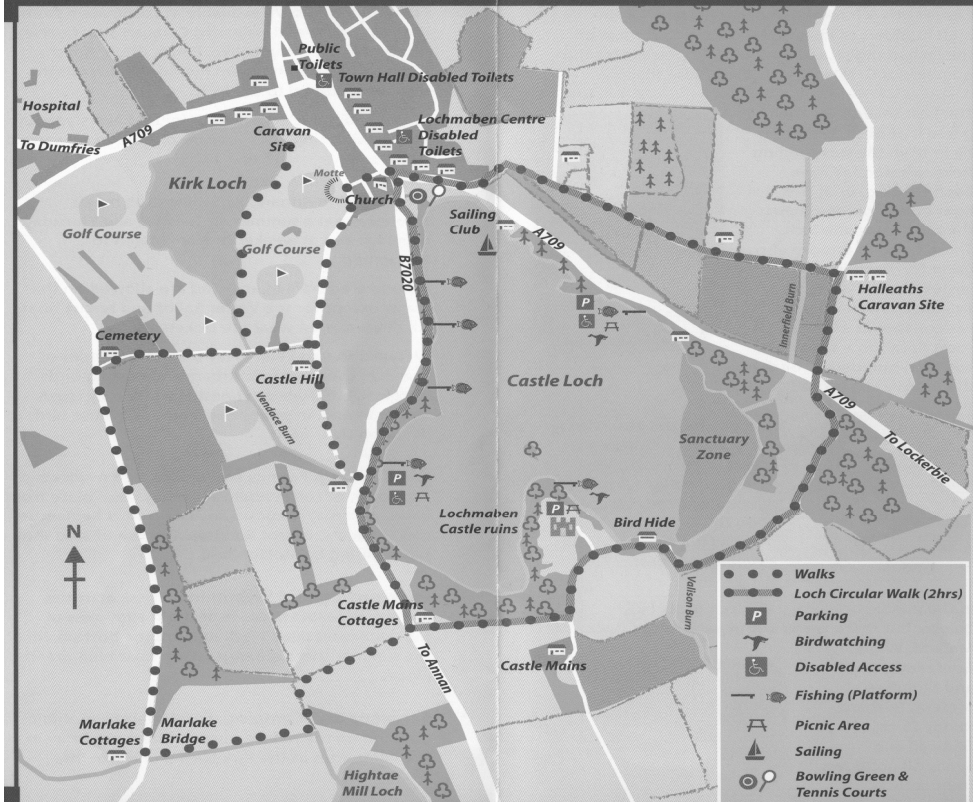 Public
Toilets
Town Hall Disabled Toilets
Hospital
A709
To Dumfries
Caravan
Site
Lochmaben Centre
Disabled
Toilets
Kirk Loch
Motte
Church
Golf Course
Golf Course
Sailing
Club
A709
B7020
Halleaths
Caravan Site
Innerfield Burn
Cemetery
Castle Hill
Castle Loch
A709
To Lockerbie
Vendace Burn
Sanctuary
Zone
Lochmaben
Castle ruins
Bird Hide
N
Vallison Burn
Castle Mains
Cottages
To Annan
Castle Mains
Marlake
Cottages
Marlake
Bridge
Hightae
Mill Loch
P
P
P
Walks
Loch Circular Walk (2hrs)
P Parking
Birdwatching
Disabled Access
Fishing (Platform)
Picnic Area
Sailing
Bowling Green &
Tennis Courts